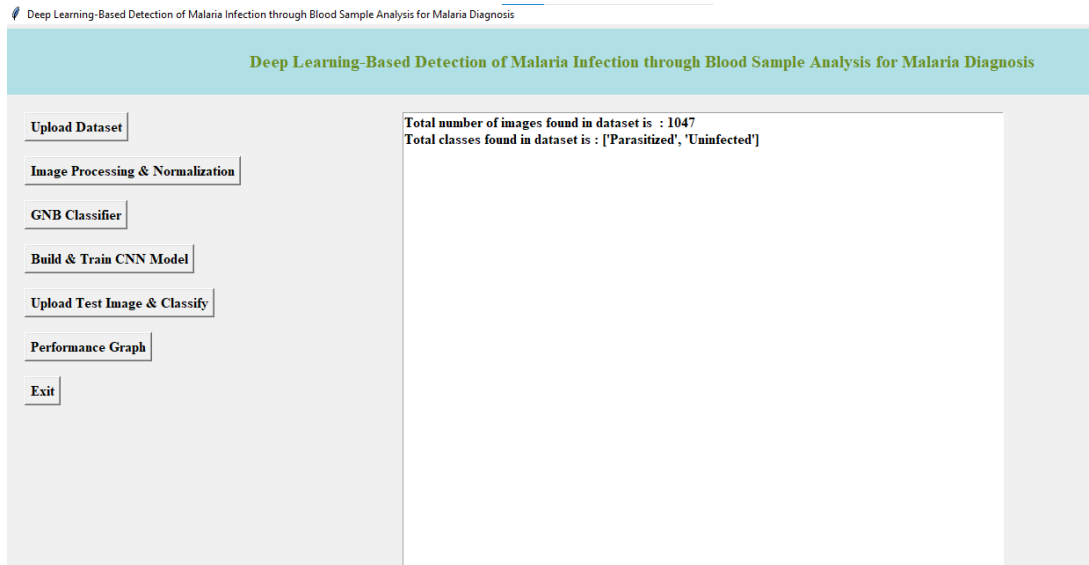 Deep Learning-Based Detection of Malaria Infection through Blood Sample Analysis for Malaria Diagnosis
Deep Learning-Based Detection of Malaria Infection through Blood Sample Analysis for Malaria Diagnosis
Upload Dataset
Image Processing & Normalization
GNB Classifier
Build & Train CNN Model
Upload Test Image & Classify
Performance Graph
Exit
Total number of images found in dataset is  : 1047
Total classes found in dataset is : ['Parasitized', 'Uninfected']